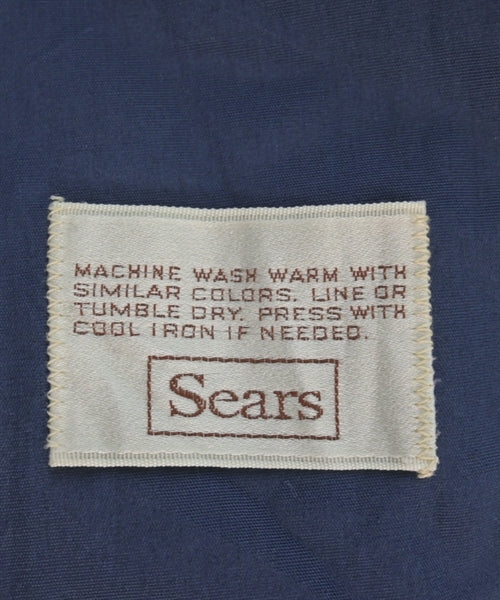 MACHINE WASH WARM WITH
SIMILAR COLORS. LINE OR
TUMBLE DRY. PRESS WITH
COOL IRON IF NEEDED.
Sears